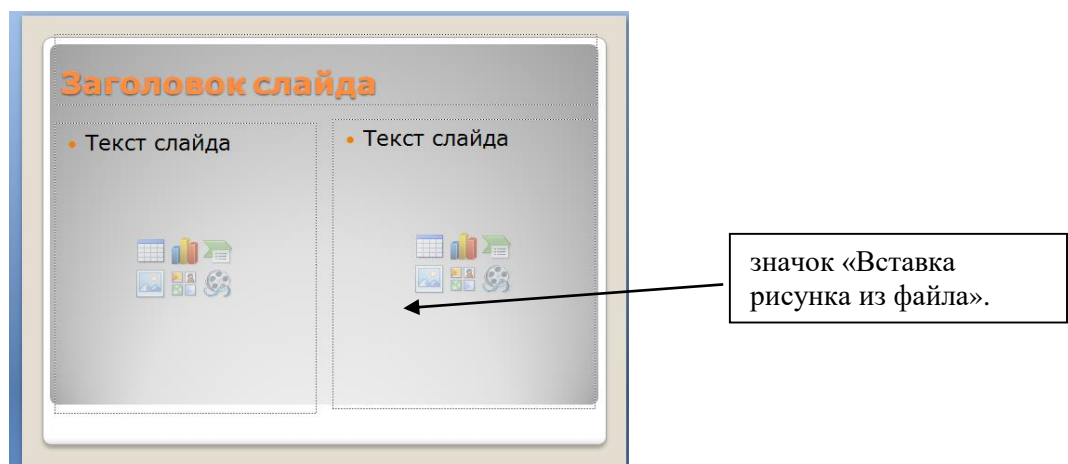 Заголовок слайда
• Текст слайда
• Текст слайда
значок «Вставка
рисунка из файла».